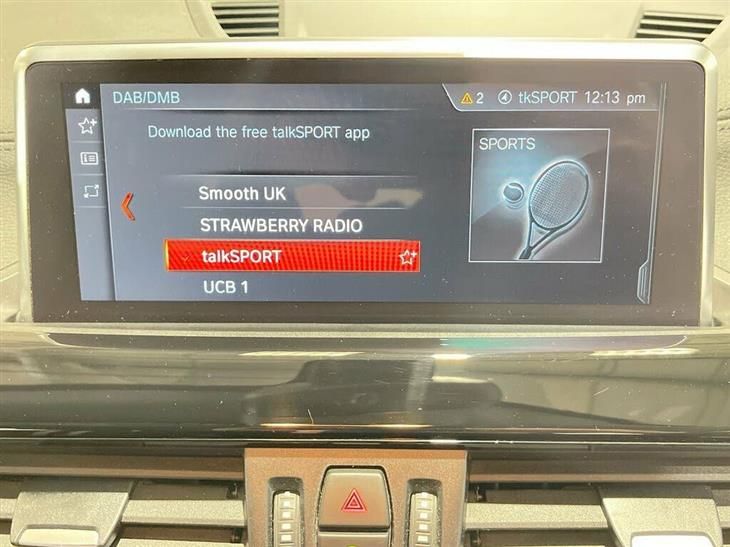 DAB/DMB
2 tkSPORT 12:13 pm
Download the free talkSPORT app
SPORTS
Smooth UK
STRAWBERRY RADIO
talkSPORT
UCB 1